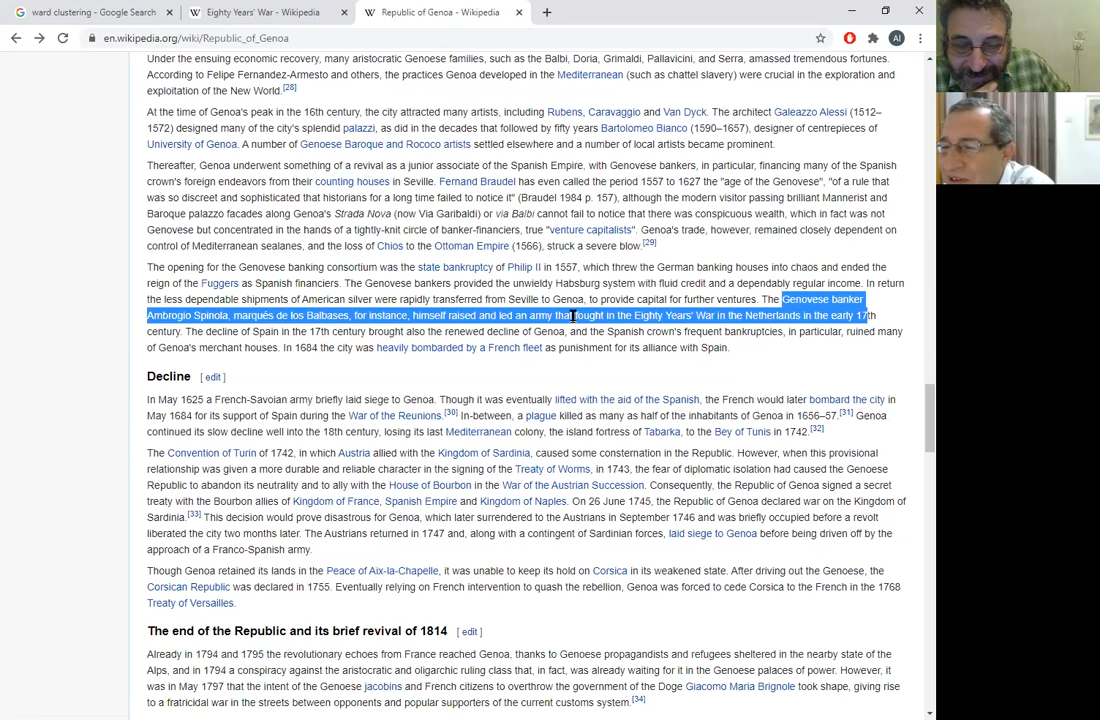 ward clustering - Google Search
Eighty Years' War - Wikipedia
Republic of Genoa - Wikipedia
en.wikipedia.org/wiki/Republic_of_Genoa
AI
Under the ensuing economic recovery, many aristocratic Genoese families, such as the Balbi, Doria, Grimaldi, Pallavicini, and Serra, amassed tremendous fortunes.
According to Felipe Fernandez-Armesto and others, the practices Genoa developed in the Mediterranean (such as chattel slavery) were crucial in the exploration and
exploitation of the New World.[28]
At the time of Genoa's peak in the 16th century, the city attracted many artists, including Rubens, Caravaggio and Van Dyck. The architect Galeazzo Alessi (1512–
1572) designed many of the city's splendid palazzi, as did in the decades that followed by fifty years Bartolomeo Bianco (1590–1657), designer of centrepieces of
University of Genoa. A number of Genoese Baroque and Rococo artists settled elsewhere and a number of local artists became prominent.
Thereafter, Genoa underwent something of a revival as a junior associate of the Spanish Empire, with Genovese bankers, in particular, financing many of the Spanish
crown's foreign endeavors from their counting houses in Seville. Fernand Braudel has even called the period 1557 to 1627 the "age of the Genovese", "of a rule that
was so discreet and sophisticated that historians for a long time failed to notice it" (Braudel 1984 p. 157), although the modern visitor passing brilliant Mannerist and
Baroque palazzo facades along Genoa's Strada Nova (now Via Garibaldi) or via Balbi cannot fail to notice that there was conspicuous wealth, which in fact was not
Genovese but concentrated in the hands of a tightly-knit circle of banker-financiers, true "venture capitalists". Genoa's trade, however, remained closely dependent on
control of Mediterranean sealanes, and the loss of Chios to the Ottoman Empire (1566), struck a severe blow.[29]
The opening for the Genovese banking consortium was the state bankruptcy of Philip II in 1557, which threw the German banking houses into chaos and ended the
reign of the Fuggers as Spanish financiers. The Genovese bankers provided the unwieldy Habsburg system with fluid credit and a dependably regular income. In return
the less dependable shipments of American silver were rapidly transferred from Seville to Genoa, to provide capital for further ventures. The Genovese banker
Ambrogio Spinola, marqués de los Balbases, for instance, himself raised and led an army that fought in the Eighty Years' War in the Netherlands in the early 17th
century. The decline of Spain in the 17th century brought also the renewed decline of Genoa, and the Spanish crown's frequent bankruptcies, in particular, ruined many
of Genoa's merchant houses. In 1684 the city was heavily bombarded by a French fleet as punishment for its alliance with Spain.
Decline [ edit ]
In May 1625 a French-Savoian army briefly laid siege to Genoa. Though it was eventually lifted with the aid of the Spanish, the French would later bombard the city in
May 1684 for its support of Spain during the War of the Reunions.[30] In-between, a plague killed as many as half of the inhabitants of Genoa in 1656–57.[31] Genoa
continued its slow decline well into the 18th century, losing its last Mediterranean colony, the island fortress of Tabarka, to the Bey of Tunis in 1742.[32]
The Convention of Turin of 1742, in which Austria allied with the Kingdom of Sardinia, caused some consternation in the Republic. However, when this provisional
relationship was given a more durable and reliable character in the signing of the Treaty of Worms, in 1743, the fear of diplomatic isolation had caused the Genoese
Republic to abandon its neutrality and to ally with the House of Bourbon in the War of the Austrian Succession. Consequently, the Republic of Genoa signed a secret
treaty with the Bourbon allies of Kingdom of France, Spanish Empire and Kingdom of Naples. On 26 June 1745, the Republic of Genoa declared war on the Kingdom of
Sardinia.[33] This decision would prove disastrous for Genoa, which later surrendered to the Austrians in September 1746 and was briefly occupied before a revolt
liberated the city two months later. The Austrians returned in 1747 and, along with a contingent of Sardinian forces, laid siege to Genoa before being driven off by the
approach of a Franco-Spanish army.
Though Genoa retained its lands in the Peace of Aix-la-Chapelle, it was unable to keep its hold on Corsica in its weakened state. After driving out the Genoese, the
Corsican Republic was declared in 1755. Eventually relying on French intervention to quash the rebellion, Genoa was forced to cede Corsica to the French in the 1768
Treaty of Versailles.
The end of the Republic and its brief revival of 1814 [ edit ]
Already in 1794 and 1795 the revolutionary echoes from France reached Genoa, thanks to Genoese propagandists and refugees sheltered in the nearby state of the
Alps, and in 1794 a conspiracy against the aristocratic and oligarchic ruling class that, in fact, was already waiting for it in the Genoese palaces of power. However, it
was in May 1797 that the intent of the Genoese jacobins and French citizens to overthrow the government of the Doge Giacomo Maria Brignole took shape, giving rise
to a fratricidal war in the streets between opponents and popular supporters of the current customs system.[34]